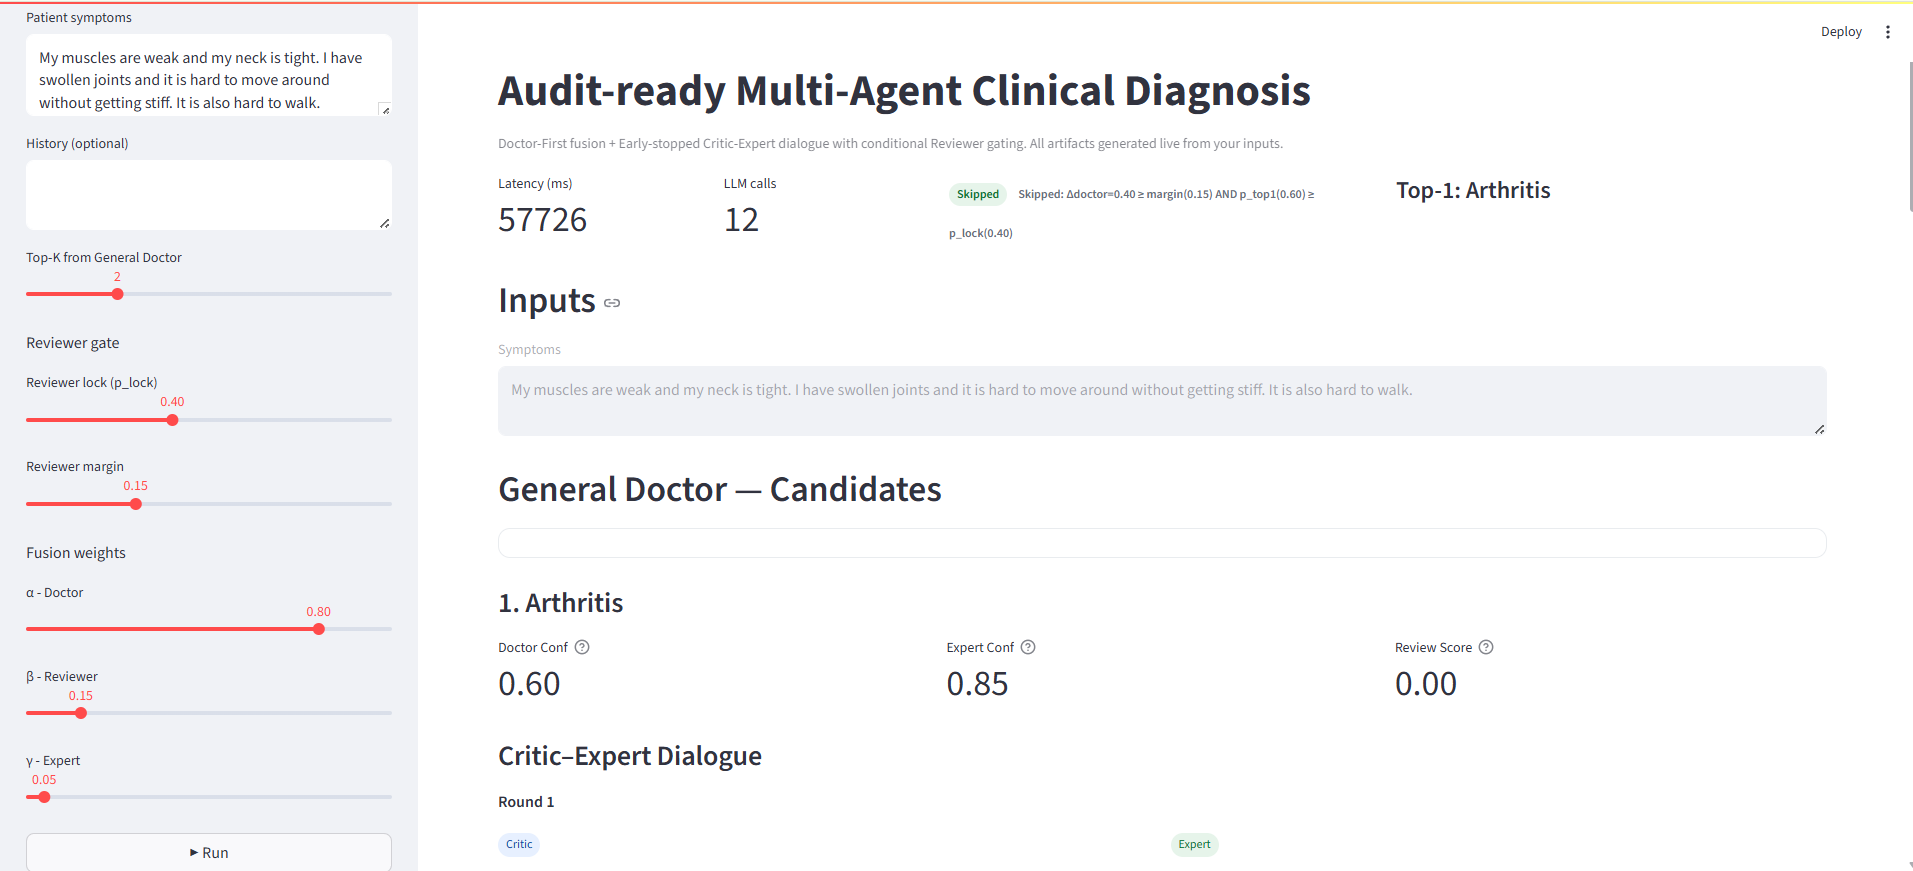 Patient symptoms
My muscles are weak and my neck is tight. I have
swollen joints and it is hard to move around
without getting stiff. It is also hard to walk.
History (optional)
Top-K from General Doctor
2
Reviewer gate
Reviewer lock (p_lock)
0.40
Reviewer margin
0.15
Fusion weights
α - Doctor
0.80
β - Reviewer
0.15
γ - Expert
0.05
▸ Run
Deploy
Audit-ready Multi-Agent Clinical Diagnosis
Doctor-First fusion + Early-stopped Critic-Expert dialogue with conditional Reviewer gating. All artifacts generated live from your inputs.
Latency (ms)
57726
LLM calls
12
Skipped
Skipped: Δdoctor=0.40 ≥ margin(0.15) AND p_top1(0.60) ≥
p_lock(0.40)
Top-1: Arthritis
Inputs
Symptoms
My muscles are weak and my neck is tight. I have swollen joints and it is hard to move around without getting stiff. It is also hard to walk.
General Doctor — Candidates
1. Arthritis
Doctor Conf
0.60
Expert Conf
0.85
Review Score
0.00
Critic–Expert Dialogue
Round 1
Critic
Expert